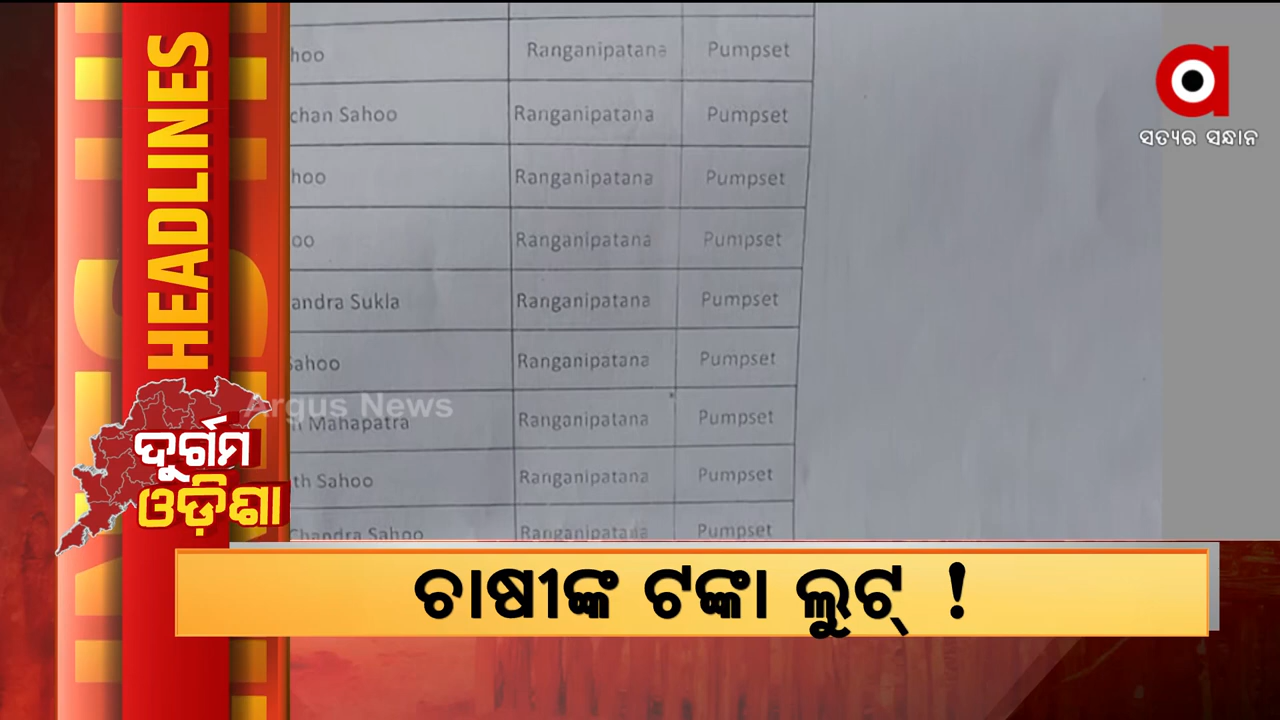 HEADLINES
ସତ୍ୟର ସନ୍ଧାନ
hoo Ranganipatana Pumpset
chan Sahoo Ranganipatana Pumpset
hoo Ranganipatana Pumpset
oo Ranganipatana Pumpset
andra Sukla Ranganipatana Pumpset
Sahoo Ranganipatana Pumpset
Argus News
Mahapatra Ranganipatana Pumpset
th Sahoo Ranganipatana Pumpset
Chandra Sahoo Ranganipatana Pumpset
ଦୁର୍ଗମ
ଓଡ଼ିଶା
ଚାଷୀଙ୍କ ଟଙ୍କା ଲୁଟ୍ !